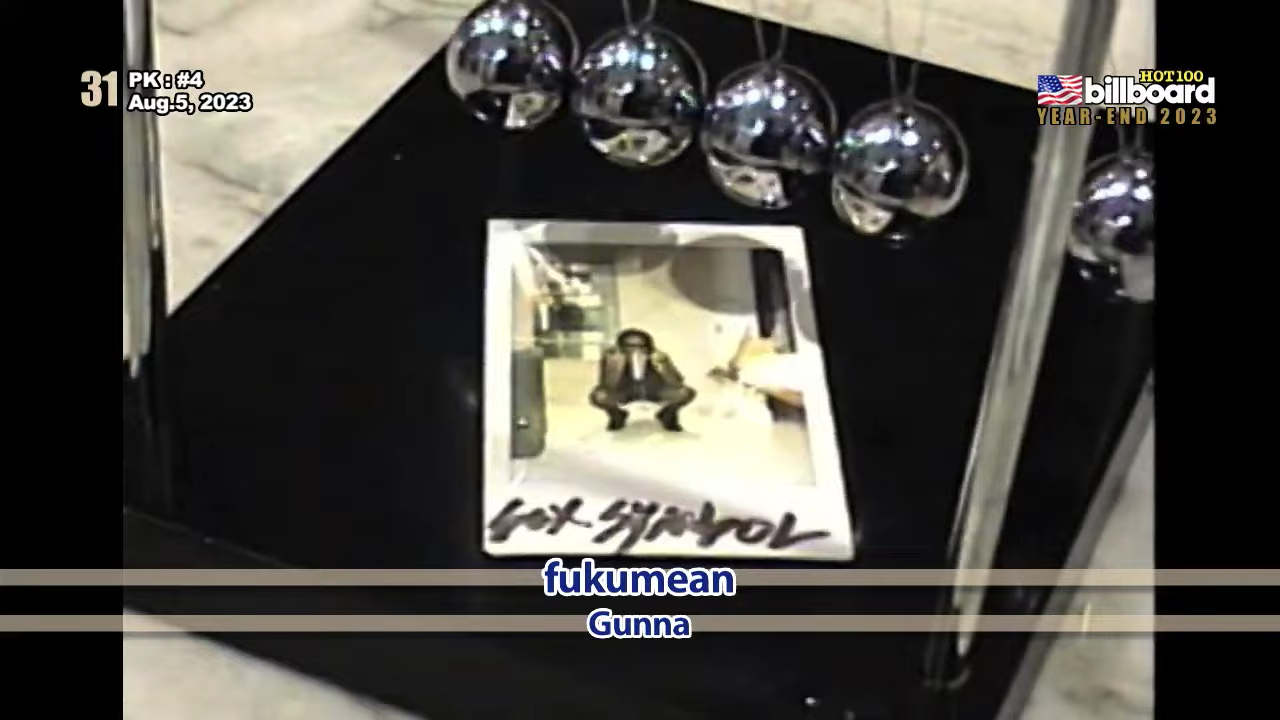 31
PK : #4
Aug.5, 2023
HOT100
billboard
YEAR-END 2023
sex symbol
fukumean
Gunna